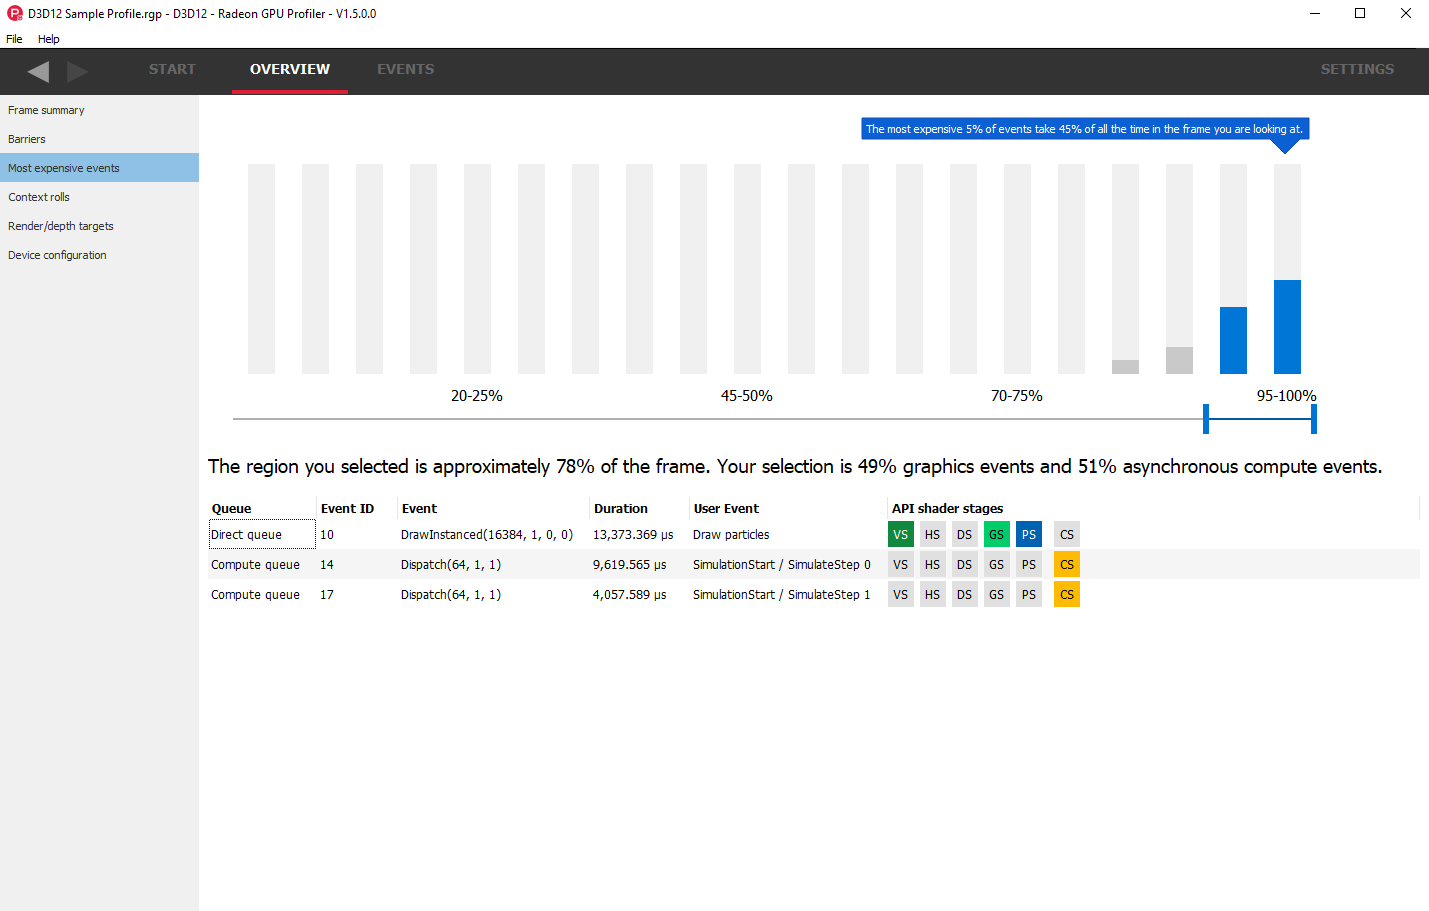 D3D12 Sample Profile.rgp - D3D12 - Radeon GPU Profiler - V1.5.0.0
File Help
START OVERVIEW EVENTS SETTINGS
Frame summary
Barriers
Most expensive events
Context rolls
Render/depth targets
Device configuration
The most expensive 5% of events take 45% of all the time in the frame you are looking at.
20-25% 45-50% 70-75% 95-100%
The region you selected is approximately 78% of the frame. Your selection is 49% graphics events and 51% asynchronous compute events.
Queue Event ID Event Duration User Event API shader stages
Direct queue 10 DrawInstanced(16384, 1, 0, 0) 13,373.369 µs Draw particles VS HS DS GS PS CS
Compute queue 14 Dispatch(64, 1, 1) 9,619.565 µs SimulationStart / SimulateStep 0 VS HS DS GS PS CS
Compute queue 17 Dispatch(64, 1, 1) 4,057.589 µs SimulationStart / SimulateStep 1 VS HS DS GS PS CS